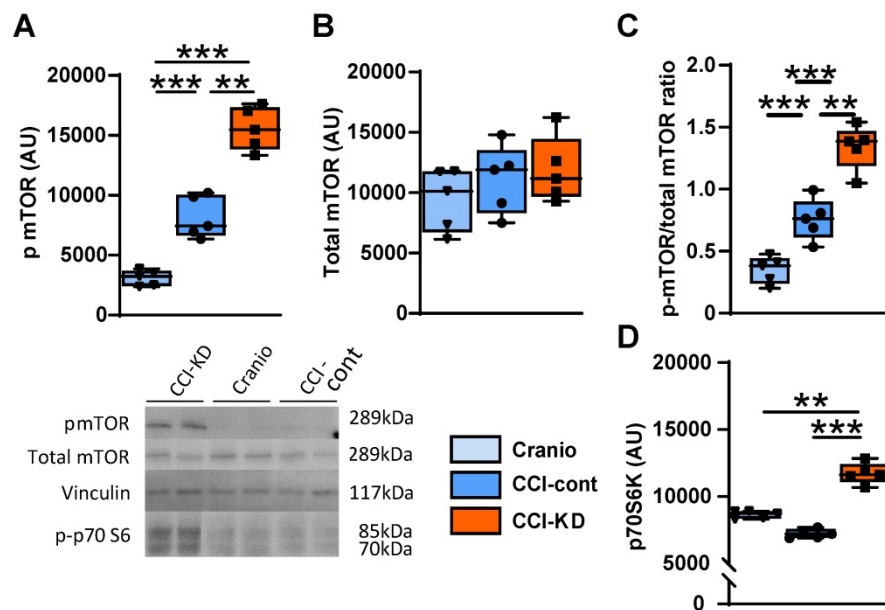 A
p mTOR (AU)
20000
15000
10000
5000
0
***
***
**
B
Total mTOR (AU)
20000
15000
10000
5000
0
C
p-mTOR/total mTOR ratio
2.0
1.5
1.0
0.5
0
***
***
**
CCI-KD
Cranio
CCI-cont
pmTOR
289kDa
Total mTOR
289kDa
Vinculin
117kDa
p-p70 S6
85kDa
70kDa
Cranio
CCI-cont
CCI-KD
D
p70S6K (AU)
20000
15000
10000
5000
0
**
***